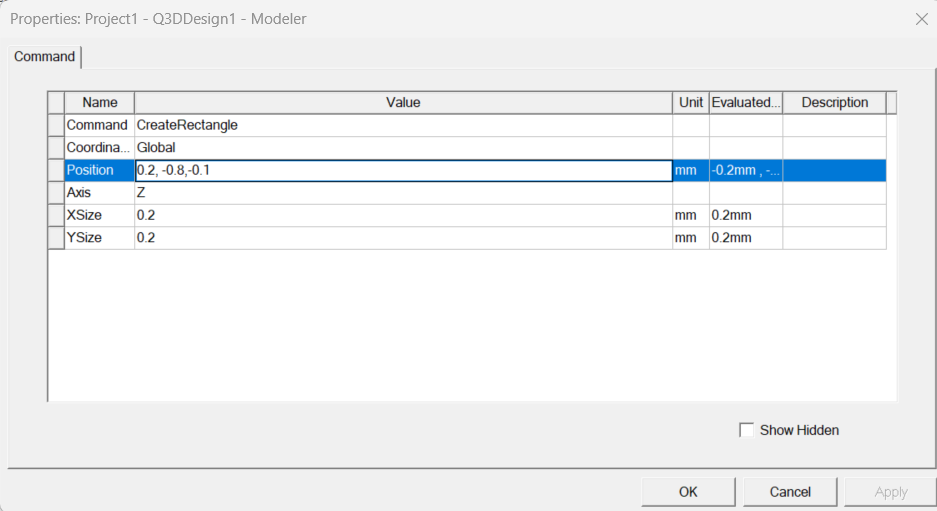 Properties: Project1 - Q3DDesign1 - Modeler
Command
Name Value Unit Evaluated... Description
Command CreateRectangle
Coordina... Global
Position 0.2, -0.8,-0.1 mm -0.2mm , -...
Axis Z
XSize 0.2 mm 0.2mm
YSize 0.2 mm 0.2mm
Show Hidden
OK Cancel Apply